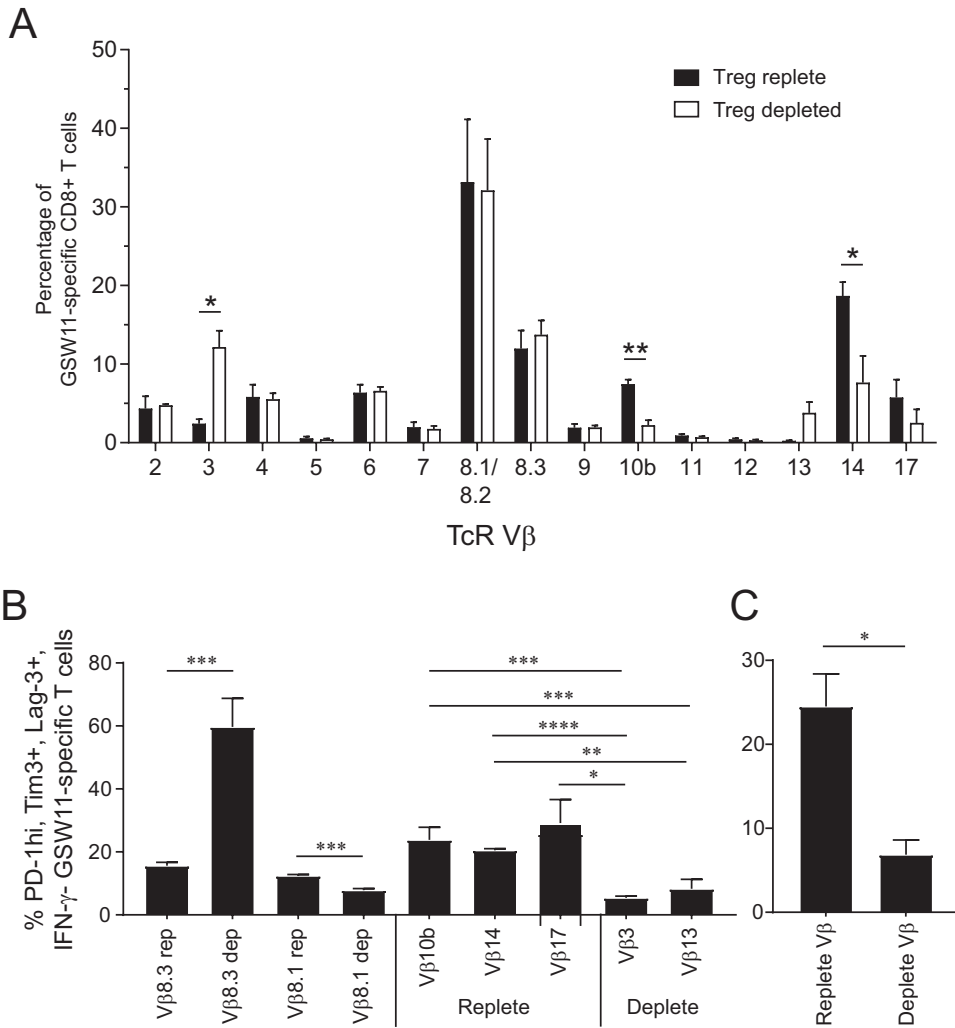 A
50
40
30
20
10
0
Percentage of
GSW11-specific CD8+ T cells
Treg replete
Treg depleted
*
**
*
2 3 4 5 6 7 8.1/ 8.3 9 10b 11 12 13 14 17
8.2
TcR Vβ
B
% PD-1hi, Tim3+, Lag-3+,
IFN-γ- GSW11-specific T cells
80
60
40
20
0
***
***
***
***
****
**
*
Vβ8.3 rep
Vβ8.3 dep
Vβ8.1 rep
Vβ8.1 dep
Vβ10b
Vβ14
Vβ17
Vβ3
Vβ13
Replete
Deplete
C
30
20
10
0
*
Replete Vβ
Deplete Vβ